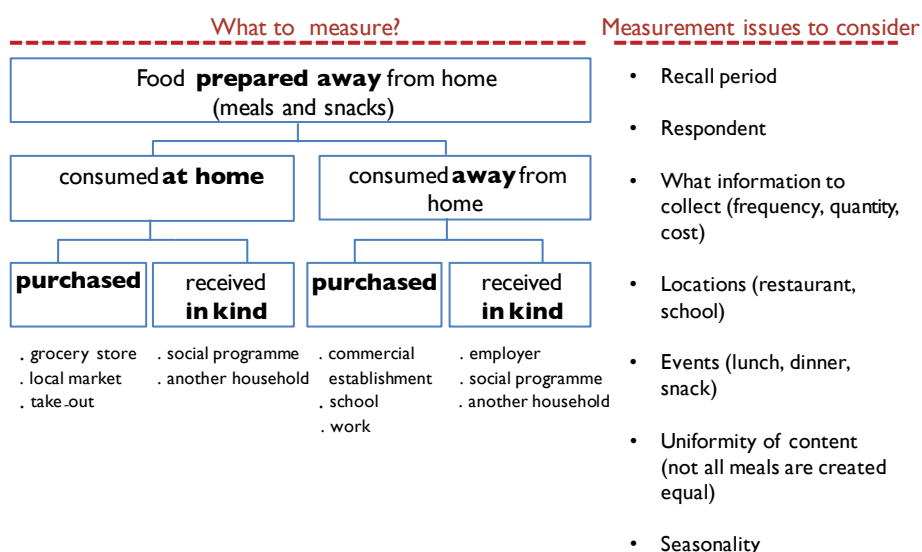 What to measure?
Food prepared away from home
(meals and snacks)
consumed at home
consumed away from
home
purchased
received
in kind
purchased
received
in kind
. grocery store
. local market
. take-out
. social programme
. another household
. commercial
establishment
. school
. work
. employer
. social programme
. another household
Measurement issues to consider
• Recall period
• Respondent
• What information to
collect (frequency, quantity,
cost)
• Locations (restaurant,
school)
• Events (lunch, dinner,
snack)
• Uniformity of content
(not all meals are created
equal)
• Seasonality